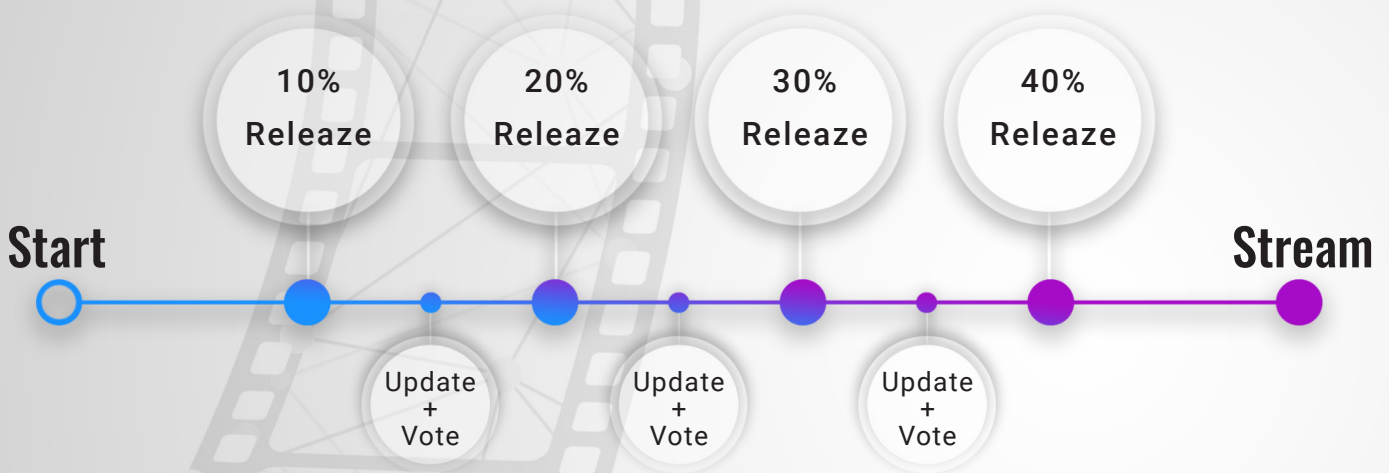 10%
Releaze
20%
Releaze
30%
Releaze
40%
Releaze
Start
Stream
Update
+
Vote
Update
+
Vote
Update
+
Vote